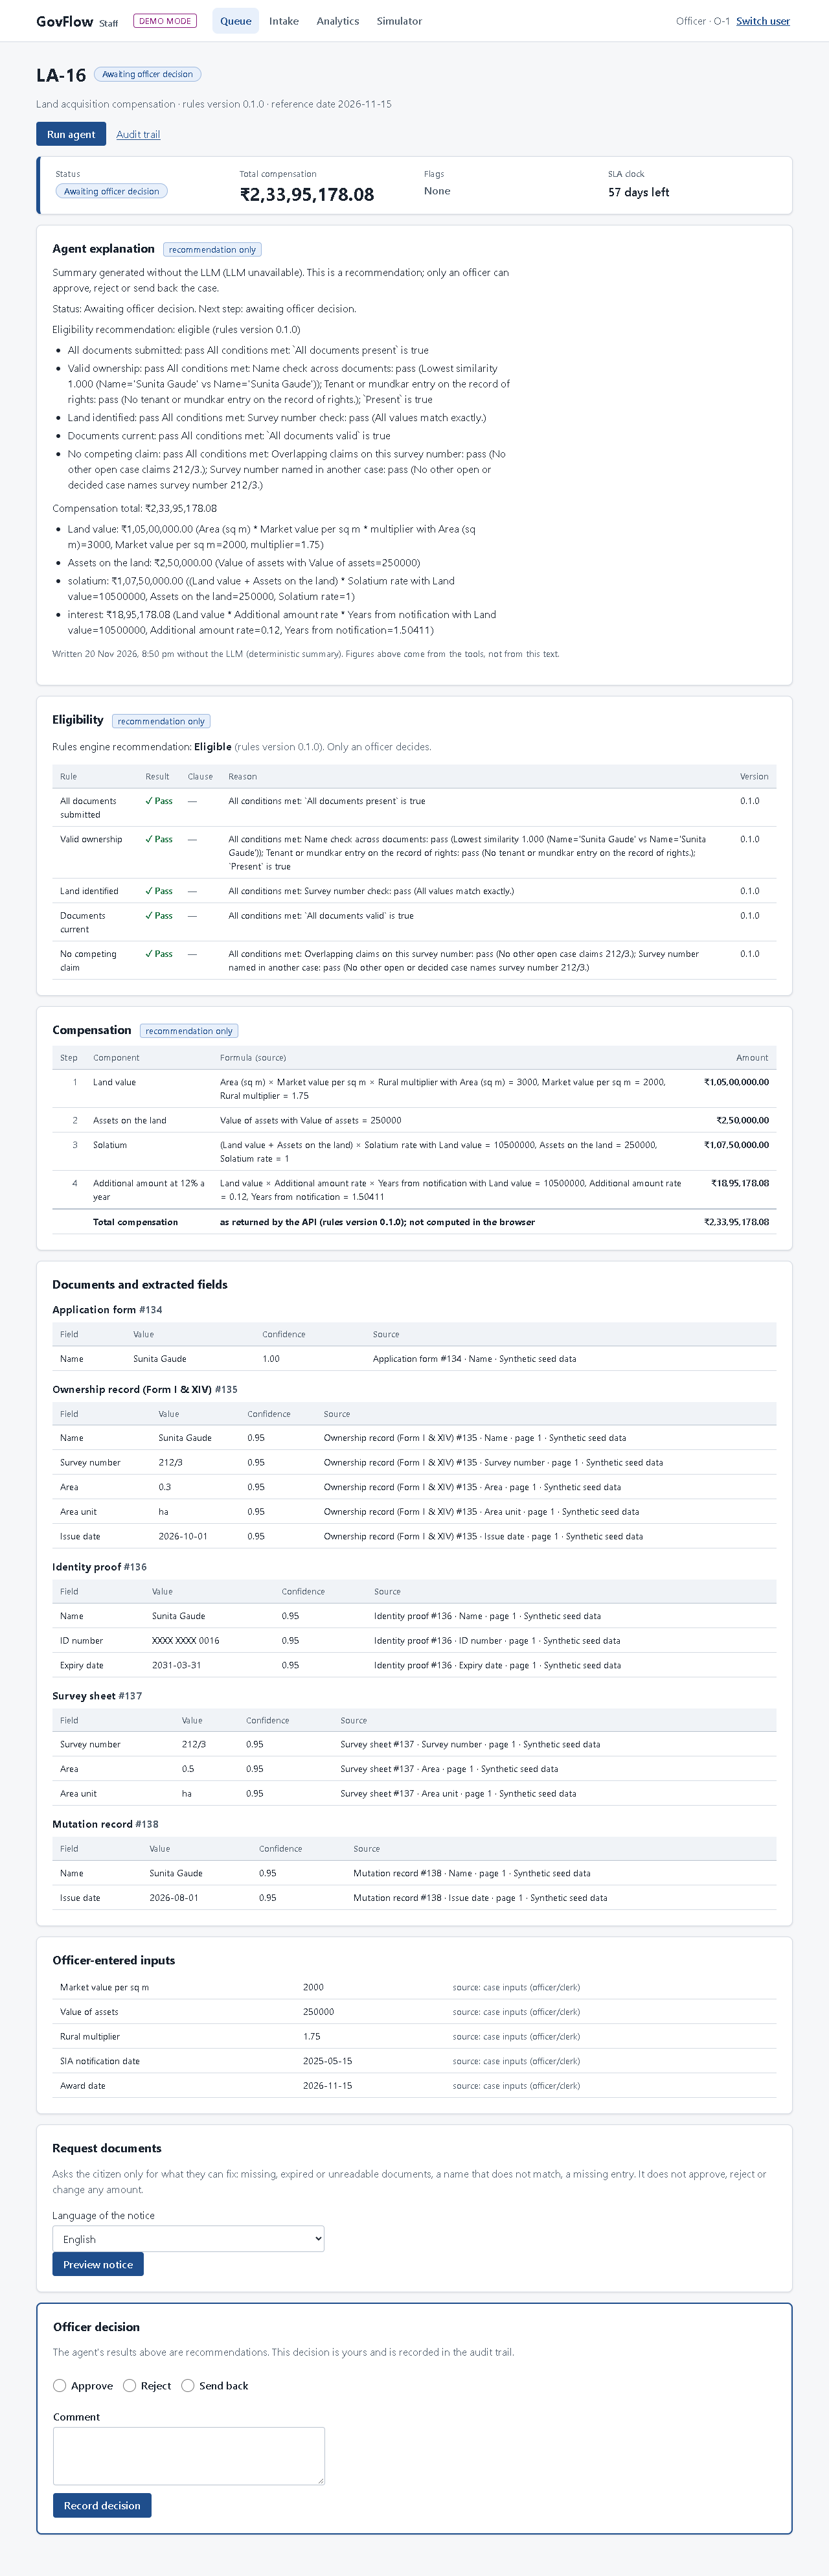 GovFlow Staff DEMO MODE Queue Intake Analytics Simulator Officer · O-1 Switch user
LA-16 Awaiting officer decision
Land acquisition compensation · rules version 0.1.0 · reference date 2026-11-15
Run agent Audit trail
Status Total compensation Flags SLA clock
Awaiting officer decision ₹2,33,95,178.08 None 57 days left
Agent explanation recommendation only
Summary generated without the LLM (LLM unavailable). This is a recommendation; only an officer can
approve, reject or send back the case.
Status: Awaiting officer decision. Next step: awaiting officer decision.
Eligibility recommendation: eligible (rules version 0.1.0)
• All documents submitted: pass All conditions met: `All documents present` is true
• Valid ownership: pass All conditions met: Name check across documents: pass (Lowest similarity
1.000 (Name='Sunita Gaude' vs Name='Sunita Gaude')); Tenant or mundkar entry on the record of
rights: pass (No tenant or mundkar entry on the record of rights.); `Present` is true
• Land identified: pass All conditions met: Survey number check: pass (All values match exactly.)
• Documents current: pass All conditions met: `All documents valid` is true
• No competing claim: pass All conditions met: Overlapping claims on this survey number: pass (No
other open case claims 212/3.); Survey number named in another case: pass (No other open or
decided case names survey number 212/3.)
Compensation total: ₹2,33,95,178.08
• Land value: ₹1,05,00,000.00 (Area (sq m) * Market value per sq m * multiplier with Area (sq
m)=3000, Market value per sq m=2000, multiplier=1.75)
• Assets on the land: ₹2,50,000.00 (Value of assets with Value of assets=250000)
• solatium: ₹1,07,50,000.00 ((Land value + Assets on the land) * Solatium rate with Land
value=10500000, Assets on the land=250000, Solatium rate=1)
• interest: ₹18,95,178.08 (Land value * Additional amount rate * Years from notification with Land
value=10500000, Additional amount rate=0.12, Years from notification=1.50411)
Written 20 Nov 2026, 8:50 pm without the LLM (deterministic summary). Figures above come from the tools, not from this text.
Eligibility recommendation only
Rules engine recommendation: Eligible (rules version 0.1.0). Only an officer decides.
Rule Result Clause Reason Version
All documents ✓ Pass — All conditions met: `All documents present` is true 0.1.0
submitted
Valid ownership ✓ Pass — All conditions met: Name check across documents: pass (Lowest similarity 1.000 (Name='Sunita Gaude' vs Name='Sunita 0.1.0
Gaude')); Tenant or mundkar entry on the record of rights: pass (No tenant or mundkar entry on the record of rights.);
`Present` is true
Land identified ✓ Pass — All conditions met: Survey number check: pass (All values match exactly.) 0.1.0
Documents ✓ Pass — All conditions met: `All documents valid` is true 0.1.0
current
No competing ✓ Pass — All conditions met: Overlapping claims on this survey number: pass (No other open case claims 212/3.); Survey number 0.1.0
claim named in another case: pass (No other open or decided case names survey number 212/3.)
Compensation recommendation only
Step Component Formula (source) Amount
1 Land value Area (sq m) × Market value per sq m × Rural multiplier with Area (sq m) = 3000, Market value per sq m = 2000, ₹1,05,00,000.00
Rural multiplier = 1.75
2 Assets on the land Value of assets with Value of assets = 250000 ₹2,50,000.00
3 Solatium (Land value + Assets on the land) × Solatium rate with Land value = 10500000, Assets on the land = 250000, ₹1,07,50,000.00
Solatium rate = 1
4 Additional amount at 12% a Land value × Additional amount rate × Years from notification with Land value = 10500000, Additional amount rate ₹18,95,178.08
year = 0.12, Years from notification = 1.50411
Total compensation as returned by the API (rules version 0.1.0); not computed in the browser ₹2,33,95,178.08
Documents and extracted fields
Application form #134
Field Value Confidence Source
Name Sunita Gaude 1.00 Application form #134 · Name · Synthetic seed data
Ownership record (Form I & XIV) #135
Field Value Confidence Source
Name Sunita Gaude 0.95 Ownership record (Form I & XIV) #135 · Name · page 1 · Synthetic seed data
Survey number 212/3 0.95 Ownership record (Form I & XIV) #135 · Survey number · page 1 · Synthetic seed data
Area 0.3 0.95 Ownership record (Form I & XIV) #135 · Area · page 1 · Synthetic seed data
Area unit ha 0.95 Ownership record (Form I & XIV) #135 · Area unit · page 1 · Synthetic seed data
Issue date 2026-10-01 0.95 Ownership record (Form I & XIV) #135 · Issue date · page 1 · Synthetic seed data
Identity proof #136
Field Value Confidence Source
Name Sunita Gaude 0.95 Identity proof #136 · Name · page 1 · Synthetic seed data
ID number XXXX XXXX 0016 0.95 Identity proof #136 · ID number · page 1 · Synthetic seed data
Expiry date 2031-03-31 0.95 Identity proof #136 · Expiry date · page 1 · Synthetic seed data
Survey sheet #137
Field Value Confidence Source
Survey number 212/3 0.95 Survey sheet #137 · Survey number · page 1 · Synthetic seed data
Area 0.5 0.95 Survey sheet #137 · Area · page 1 · Synthetic seed data
Area unit ha 0.95 Survey sheet #137 · Area unit · page 1 · Synthetic seed data
Mutation record #138
Field Value Confidence Source
Name Sunita Gaude 0.95 Mutation record #138 · Name · page 1 · Synthetic seed data
Issue date 2026-08-01 0.95 Mutation record #138 · Issue date · page 1 · Synthetic seed data
Officer-entered inputs
Market value per sq m 2000 source: case inputs (officer/clerk)
Value of assets 250000 source: case inputs (officer/clerk)
Rural multiplier 1.75 source: case inputs (officer/clerk)
SIA notification date 2025-05-15 source: case inputs (officer/clerk)
Award date 2026-11-15 source: case inputs (officer/clerk)
Request documents
Asks the citizen only for what they can fix: missing, expired or unreadable documents, a name that does not match, a missing entry. It does not approve, reject or
change any amount.
Language of the notice
English
Preview notice
Officer decision
The agent's results above are recommendations. This decision is yours and is recorded in the audit trail.
Approve Reject Send back
Comment
Record decision